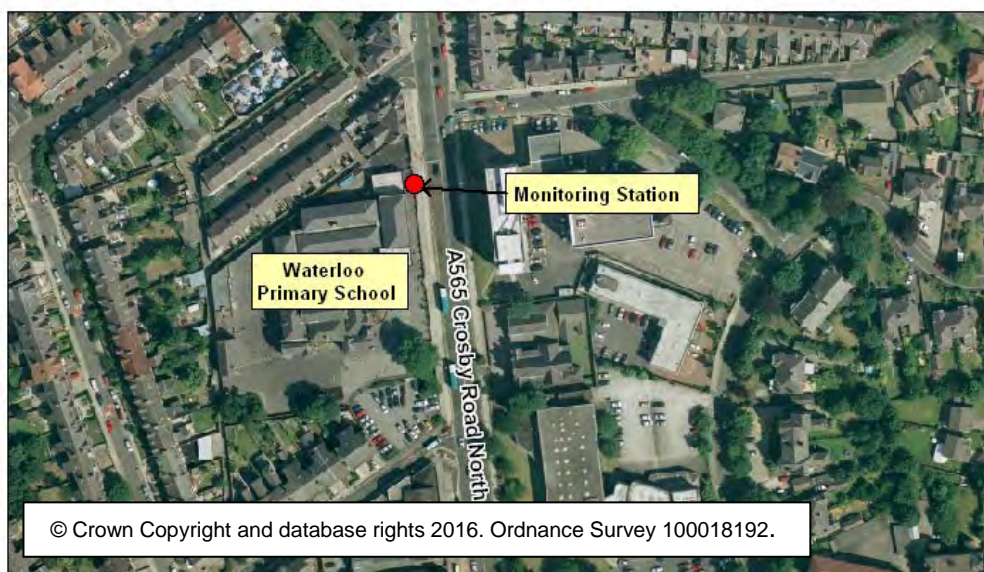 Monitoring Station
Waterloo
Primary School
A565 Crosby Road North
© Crown Copyright and database rights 2016. Ordnance Survey 100018192.